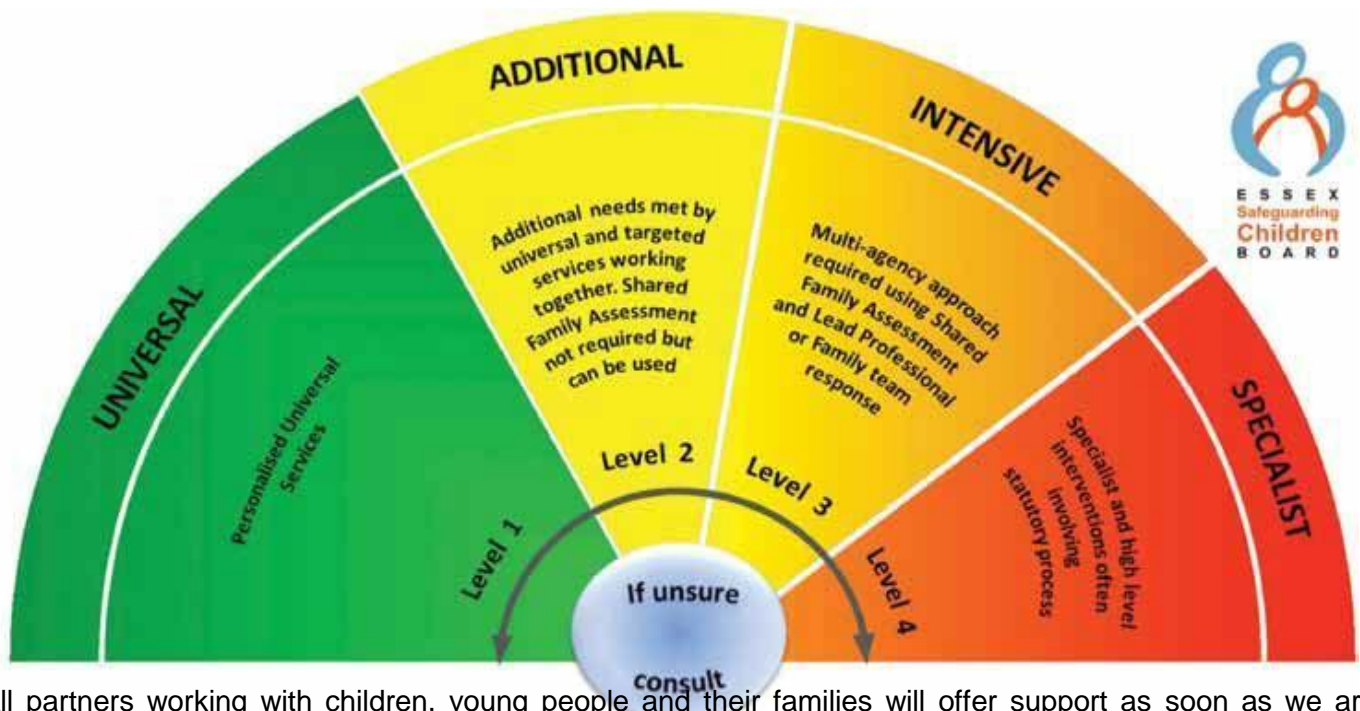 ADDITIONAL
INTENSIVE
UNIVERSAL
SPECIALIST
ESSEX
Safeguarding
Children
BOARD
Personalised Universal
Services
Level 1
Additional needs met by
universal and targeted
services working
together. Shared
Family Assessment
not required but
can be used
Level 2
Multi-agency approach
required using Shared
Family Assessment
and Lead Professional
or Family team
response
Level 3
Specialist and high level
interventions often
involving
statutory process
Level 4
If unsure
consult
partners working with children, young people and their families will offer support as soon as we